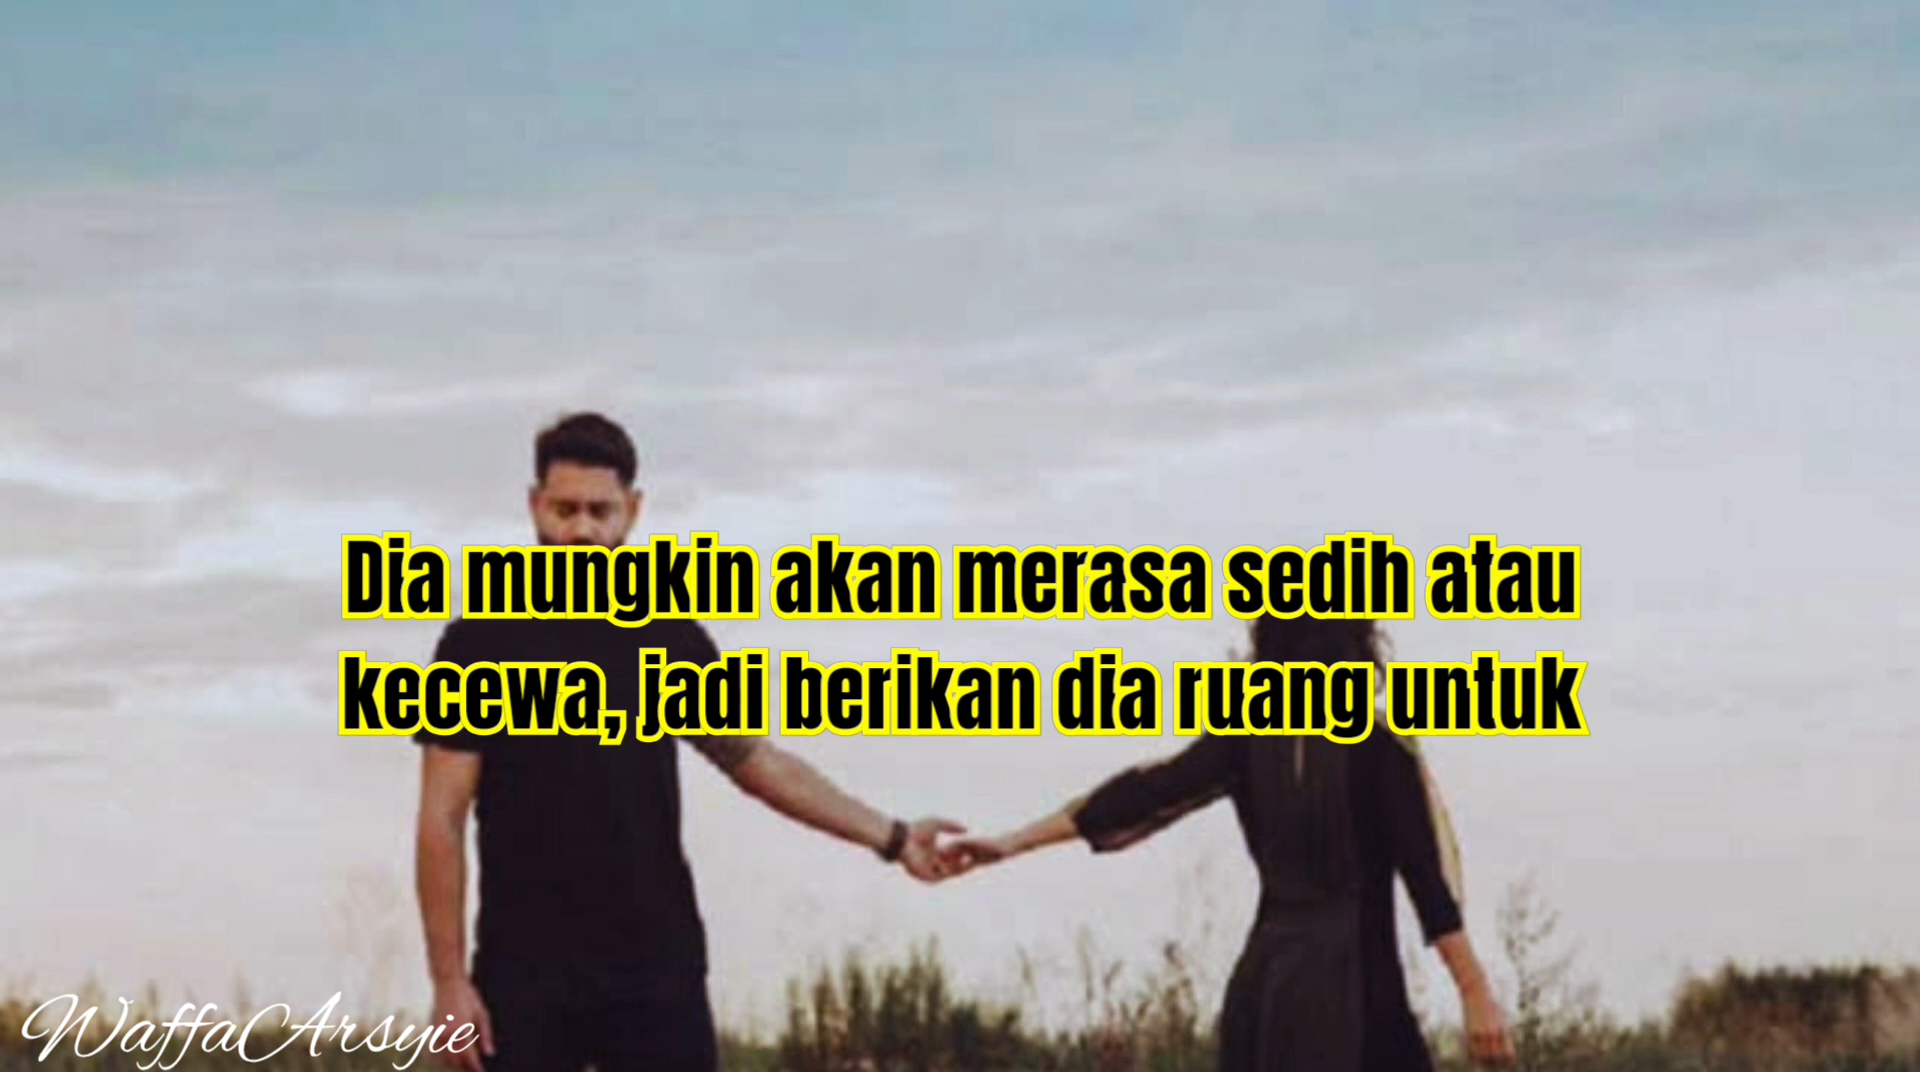 Dia mungkin akan merasa sedih atau
kecewa, jadi berikan dia ruang untuk
WaffaArsyie